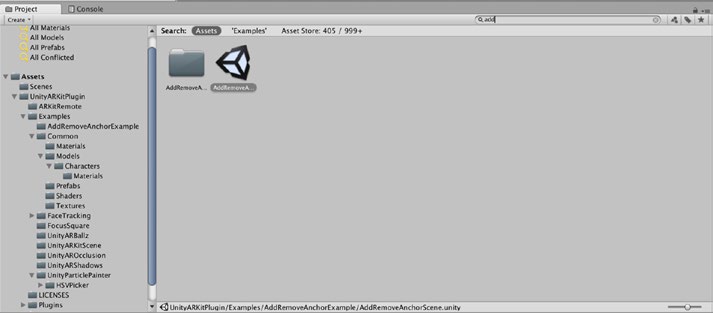 Project
Console
Create
add
All Materials
All Models
All Prefabs
All Conflicted
Search: Assets 'Examples' Asset Store: 405 / 999+
Assets
Scenes
UnityARKitPlugin
ARKitRemote
Examples
AddRemoveAnchorExample
Common
Materials
Models
Characters
Materials
Prefabs
Shaders
Textures
FaceTracking
FocusSquare
UnityARBallz
UnityARKitScene
UnityAROcclusion
UnityARShadows
UnityParticlePainter
HSVPicker
LICENSES
Plugins
AddRemoveA...
AddRemoveA...
UnityARKitPlugin/Examples/AddRemoveAnchorExample/AddRemoveAnchorScene.unity